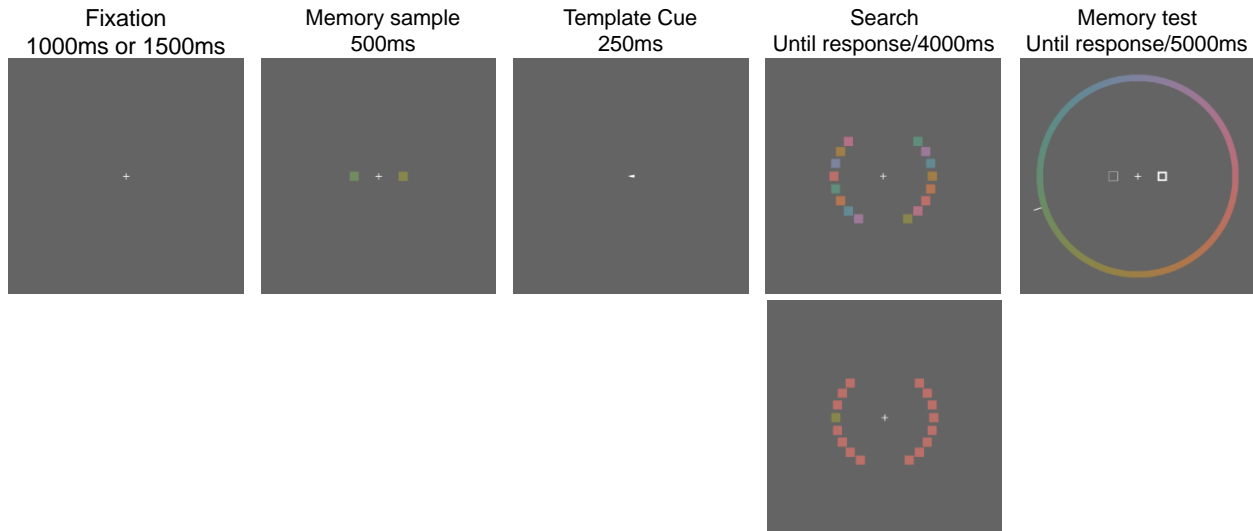 Fixation
1000ms or 1500ms
Memory sample
500ms
Template Cue
250ms
Search
Until response/4000ms
Memory test
Until response/5000ms